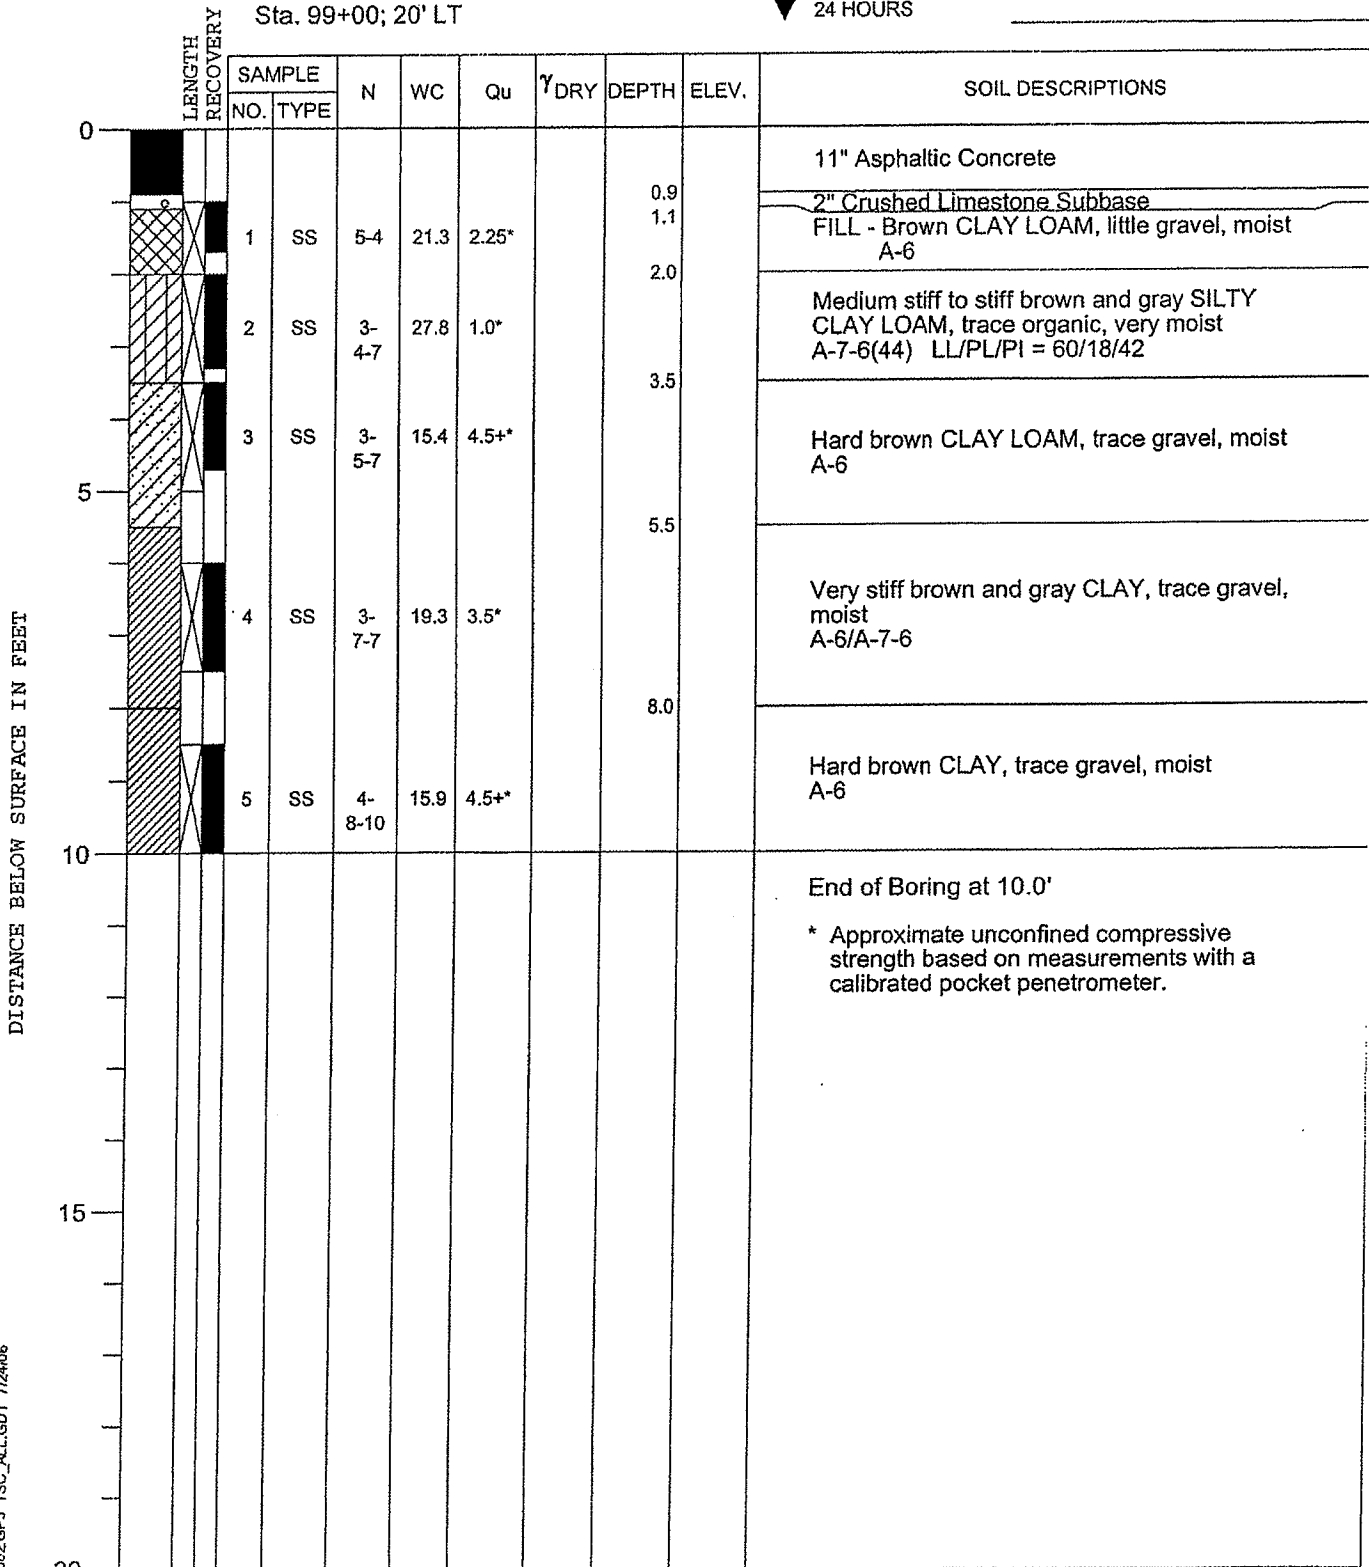 Sta. 99+00; 20' LT
24 HOURS
LENGTH
RECOVERY
SAMPLE
NO. TYPE
N
WC
Qu
γDRY
DEPTH
ELEV.
SOIL DESCRIPTIONS
0
11" Asphaltic Concrete
0.9
2" Crushed Limestone Subbase
1.1
FILL - Brown CLAY LOAM, little gravel, moist
A-6
1 SS 5-4 21.3 2.25*
2.0
Medium stiff to stiff brown and gray SILTY
CLAY LOAM, trace organic, very moist
A-7-6(44) LL/PL/PI = 60/18/42
2 SS 3- 27.8 1.0*
4-7
3.5
3 SS 3- 15.4 4.5+*
5-7
Hard brown CLAY LOAM, trace gravel, moist
A-6
5
5.5
Very stiff brown and gray CLAY, trace gravel,
moist
A-6/A-7-6
4 SS 3- 19.3 3.5*
7-7
8.0
Hard brown CLAY, trace gravel, moist
A-6
5 SS 4- 15.9 4.5+*
8-10
10
End of Boring at 10.0'
* Approximate unconfined compressive
strength based on measurements with a
calibrated pocket penetrometer.
15
DISTANCE BELOW SURFACE IN FEET
TSC_ALL.GDT 7/24/06